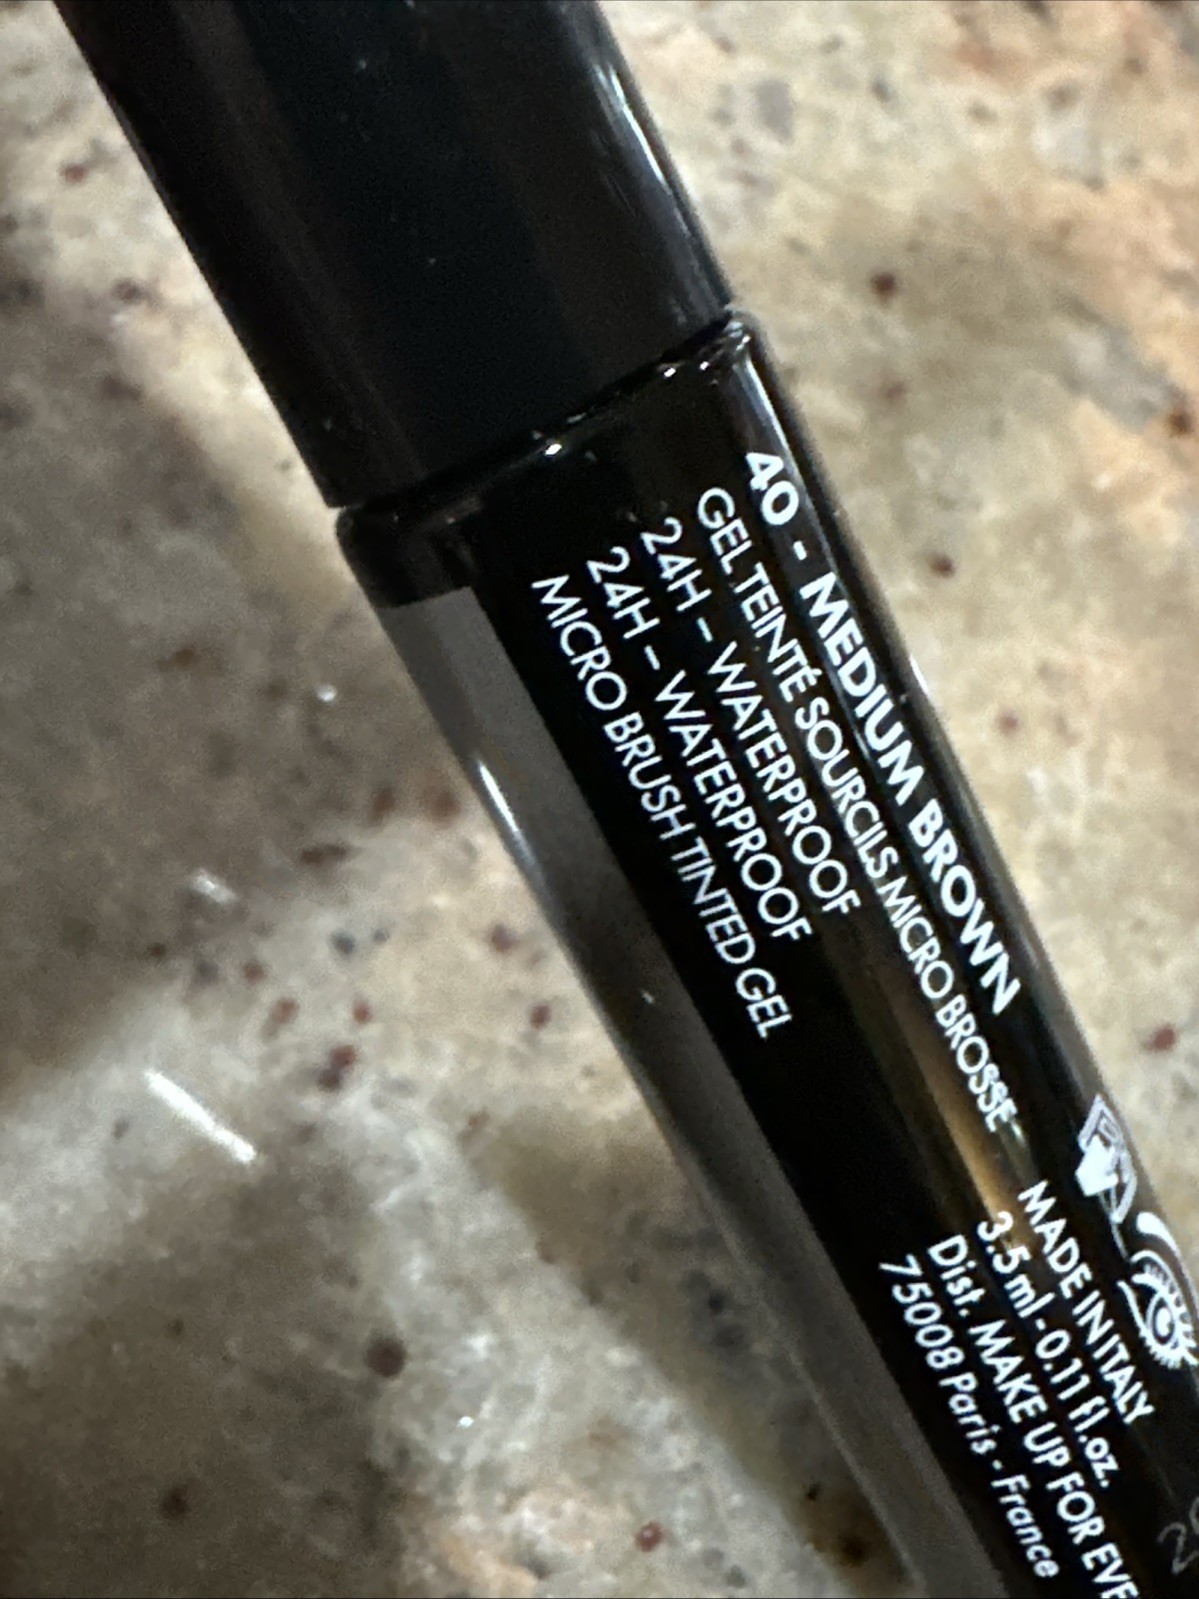 40 - MEDIUM BROWN
GEL TEINTÉ SOURCILS MICRO BROSSE
24H – WATERPROOF
24H – WATERPROOF
MICRO BRUSH TINTED GEL
MADE IN ITALY
3.5 ml - 0.11 fl.oz.
Dist. MAKE UP FOR EVE
75008 Paris - France